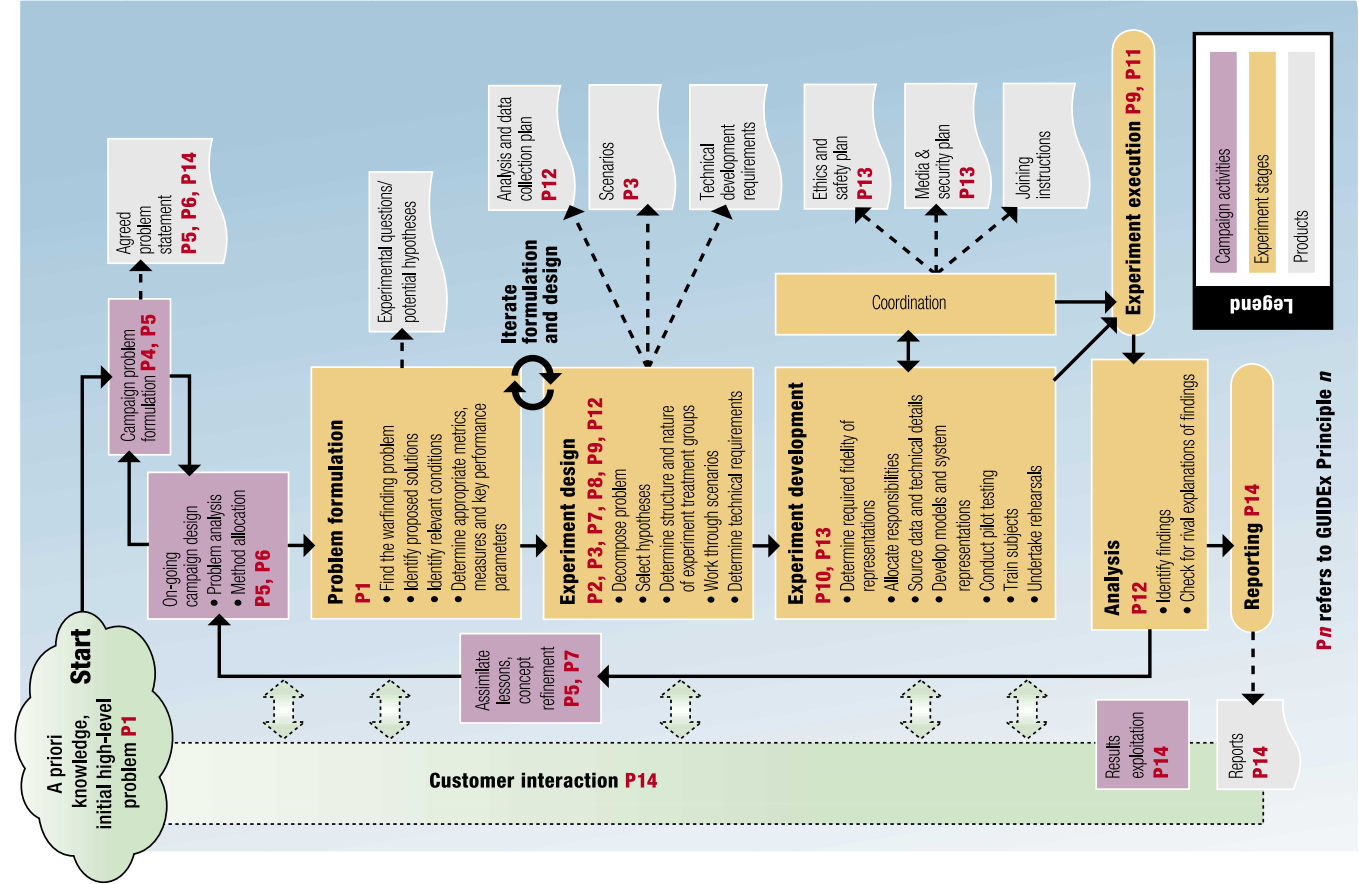 A priori
knowledge,
initial high-level
problem P1
Start
Campaign problem
formulation P4, P5
Agreed
problem
statement
P5, P6, P14
On-going
campaign design
• Problem analysis
• Method allocation
P5, P6
Problem formulation
P1
• Find the warfinding problem
• Identify proposed solutions
• Identify relevant conditions
• Determine appropriate metrics,
measures and key performance
parameters
Experimental questions/
potential hypotheses
Iterate
formulation
and design
Experiment design
P2, P3, P7, P8, P9, P12
• Decompose problem
• Select hypotheses
• Determine structure and nature
of experiment treatment groups
• Work through scenarios
• Determine technical requirements
Analysis and data
collection plan
P12
Scenarios
P3
Technical
development
requirements
Experiment development
P10, P13
• Determine required fidelity of
representations
• Allocate responsibilities
• Source data and technical details
• Develop models and system
representations
• Conduct pilot testing
• Train subjects
• Undertake rehearsals
Coordination
Ethics and
safety plan
P13
Media &
security plan
P13
Joining
instructions
Experiment execution P9, P11
Analysis
P12
• Identify findings
• Check for rival explanations of findings
Reporting P14
Assimilate
lessons,
concept
refinement
P5, P7
Customer interaction P14
Results
exploitation
P14
Reports
P14
Legend
Campaign activities
Experiment stages
Products
Pn refers to GUIDEx Principle n